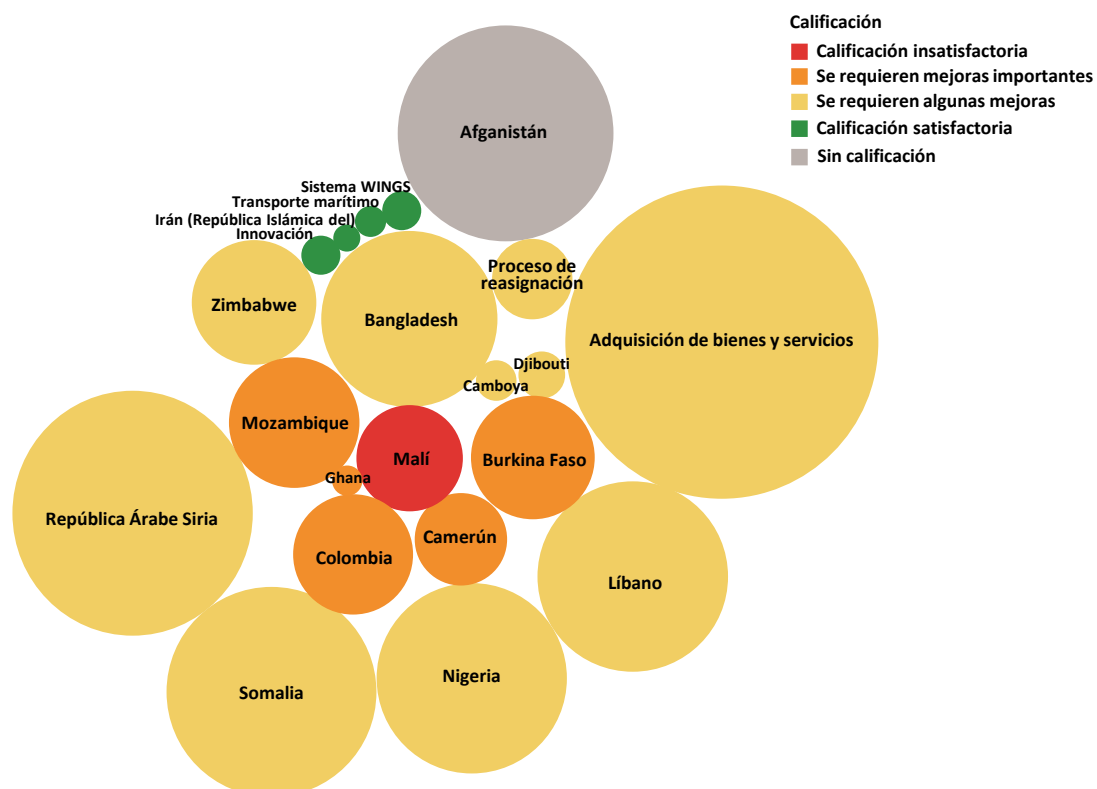 Calificación
Calificación insatisfactoria
Se requieren mejoras importantes
Se requieren algunas mejoras
Calificación satisfactoria
Sin calificación
Afganistán
Sistema WINGS
Transporte marítimo
Irán (República Islámica del)
Innovación
Proceso de
reasignación
Zimbabwe
Bangladesh
Adquisición de bienes y servicios
Djibouti
Camboya
Mozambique
Malí
Burkina Faso
Ghana
República Árabe Siria
Camerún
Colombia
Líbano
Nigeria
Somalia